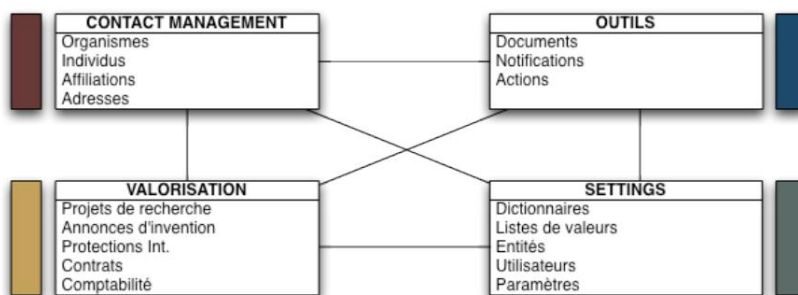 CONTACT MANAGEMENT
Organismes
Individus
Affiliations
Adresses
OUTILS
Documents
Notifications
Actions
VALORISATION
Projets de recherche
Annonces d'invention
Protections Int.
Contrats
Comptabilité
SETTINGS
Dictionnaires
Listes de valeurs
Entités
Utilisateurs
Paramètres